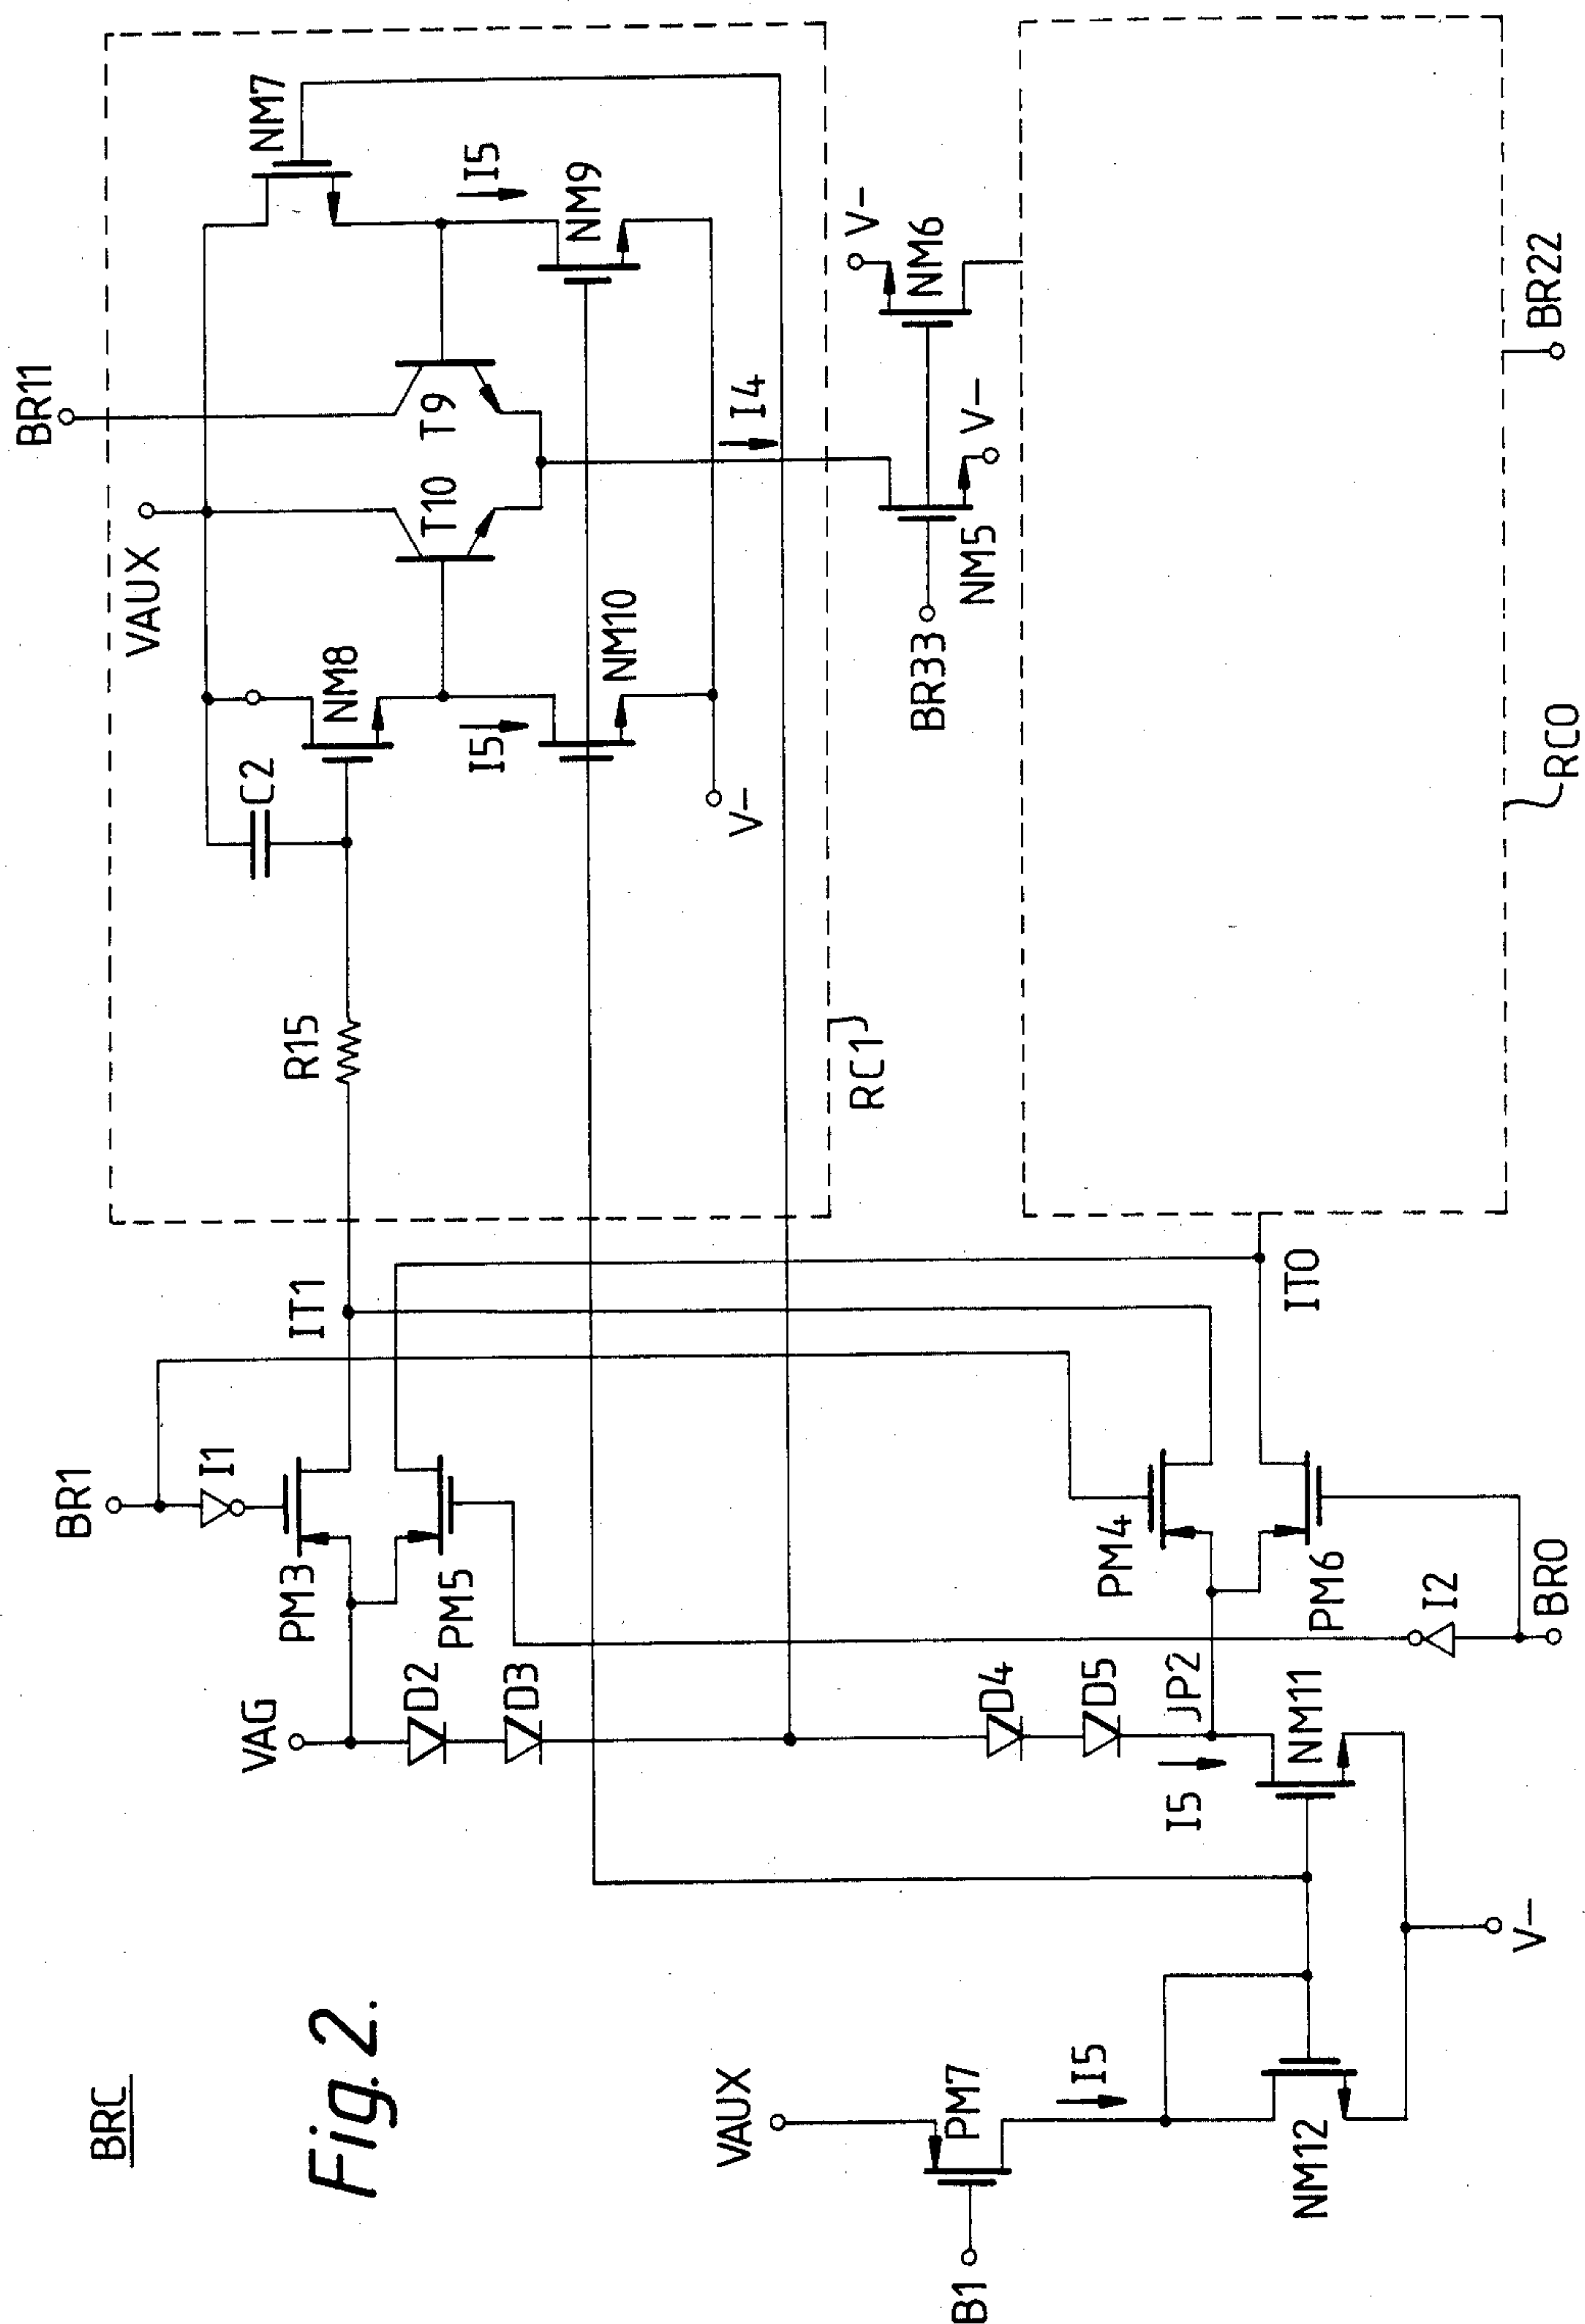 BRC
Fig. 2.
B1
VAUX
PM7
I5
NM12
V-
VAG
D2
D3
D4
D5
JP2
I5
NM11
BR1
I1
PM3
PM5
PM4
PM6
I2
BR0
IT1
IT0
R15
RC1
C2
NM8
I5
NM10
V-
VAUX
T10
T9
BR11
NM7
I5
NM9
I4
BR33
NM5
V-
NM6
V-
RC0
BR22